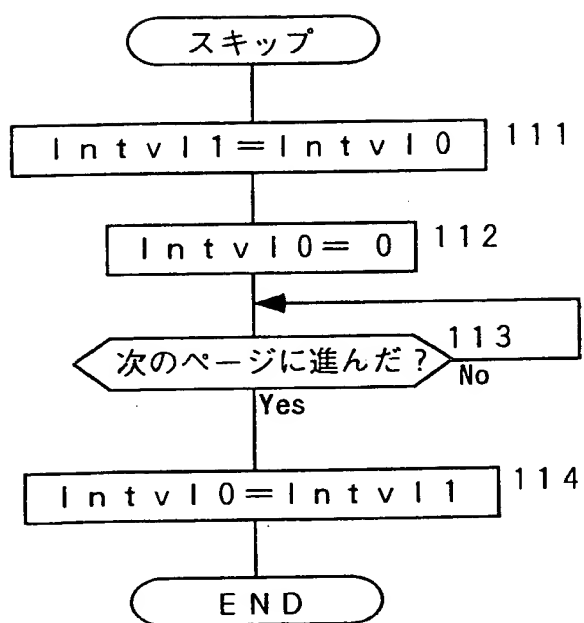 スキップ
Intvl1=Intvl0 111
Intvl0=0 112
次のページに進んだ? 113
No
Yes
Intvl0=Intvl1 114
END